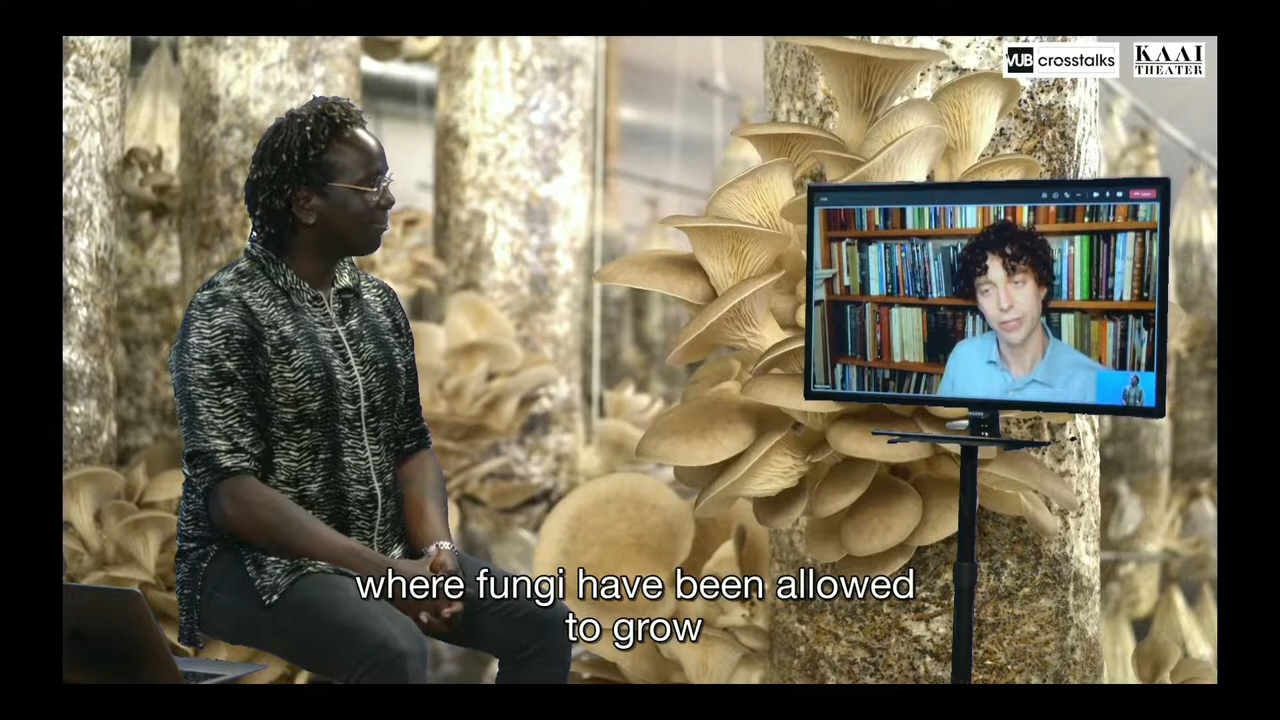 VUB crosstalks
KAAI
THEATER
where fungi have been allowed
to grow